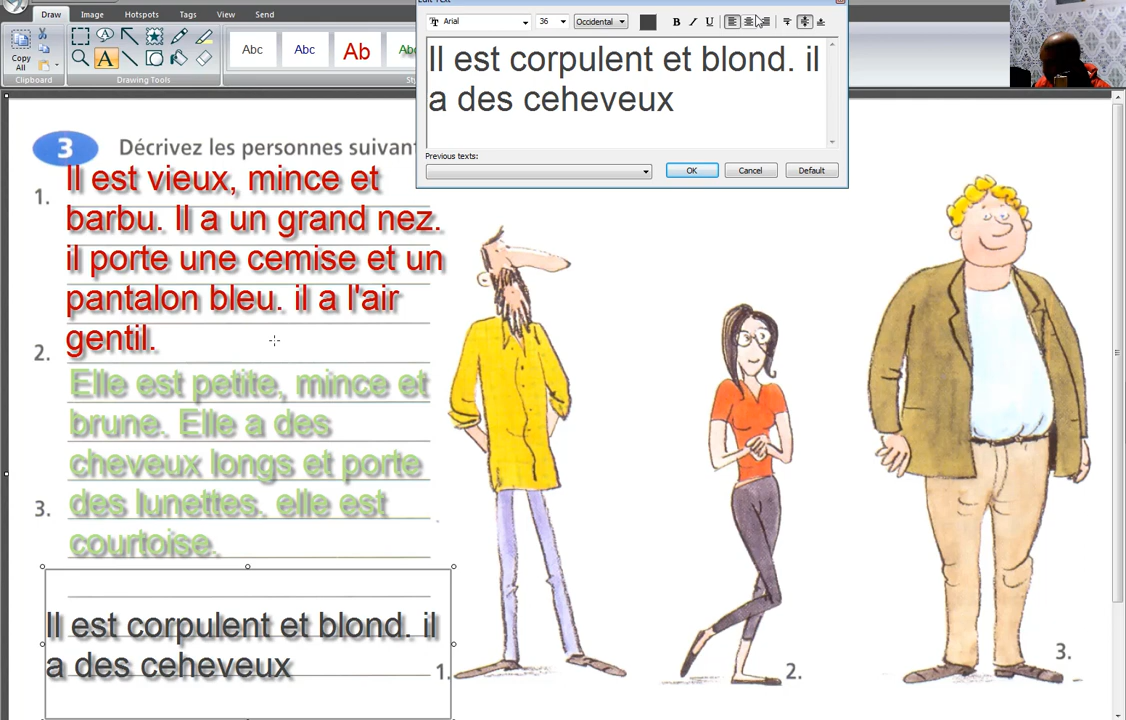 Draw
Image
View
Hotspots
Tags
View
Send
Copy
All
Clipboard
Drawing Tools
Abc
Abc
Ab
Edit Text
Arial
36
Occidental
B
I
U
Il est corpulent et blond. il
a des ceheveux
Previous texts:
OK
Cancel
Default
3
Décrivez les personnes suivan
1.
Il est vieux, mince et
barbu. Il a un grand nez.
il porte une cemise et un
pantalon bleu. il a l'air
gentil.
2.
Elle est petite, mince et
brune. Elle a des
cheveux longs et porte
des lunettes. elle est
courtoise.
3.
Il est corpulent et blond. il
a des ceheveux
1.
2.
3.